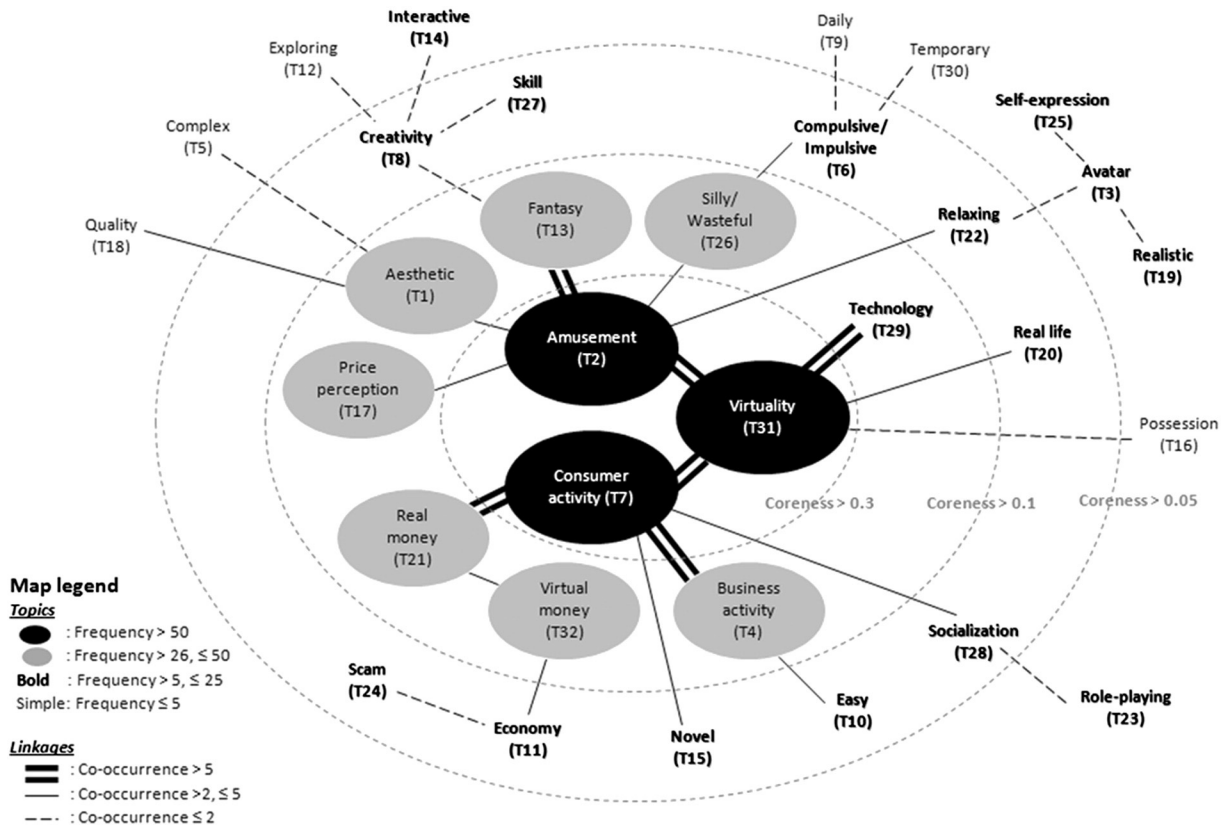 Interactive
(T14)
Daily
(T9)
Exploring
(T12)
Temporary
(T30)
Skill
(T27)
Self-expression
(T25)
Complex
(T5)
Creativity
(T8)
Compulsive/
Impulsive
(T6)
Avatar
(T3)
Fantasy
(T13)
Silly/
Wasteful
(T26)
Relaxing
(T22)
Quality
(T18)
Aesthetic
(T1)
Realistic
(T19)
Technology
(T29)
Amusement
(T2)
Real life
(T20)
Price
perception
(T17)
Virtuality
(T31)
Possession
(T16)
Consumer
activity (T7)
Coreness > 0.3
Coreness > 0.1
Coreness > 0.05
Real
money
(T21)
Virtual
money
(T32)
Business
activity
(T4)
Socialization
(T28)
Scam
(T24)
Easy
(T10)
Role-playing
(T23)
Economy
(T11)
Novel
(T15)
Map legend
Topics
: Frequency > 50
: Frequency > 26, ≤ 50
Bold : Frequency > 5, ≤ 25
Simple: Frequency ≤ 5
Linkages
: Co-occurrence > 5
: Co-occurrence >2, ≤ 5
: Co-occurrence ≤ 2